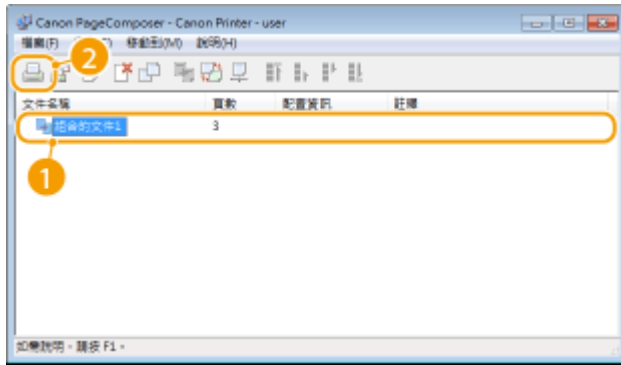 Canon PageComposer - Canon Printer - user
檔案(F) 移動到(M) 說明(H)
2
文件名稱 頁數 配置資訊 註釋
組合的文件1 3
1
如需說明，請按 F1。